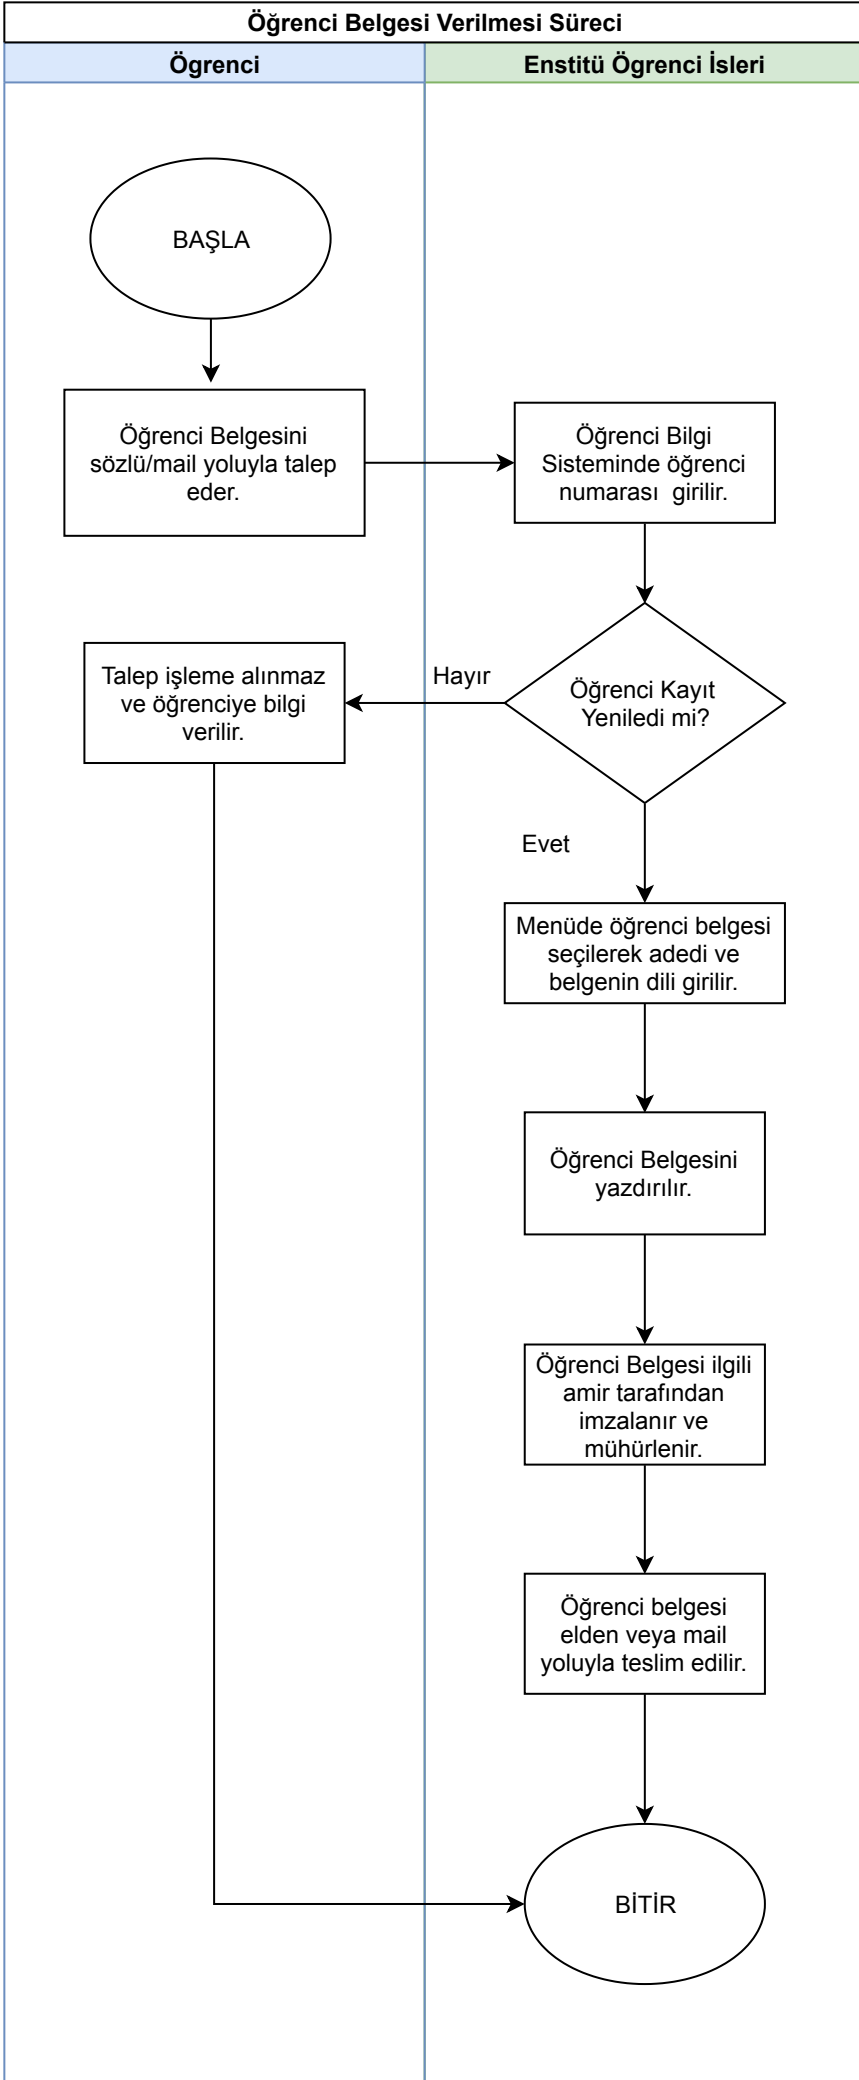 Öğrenci Belgesi Verilmesi Süreci
Ögrenci
Enstitü Ögrenci İsleri
BAŞLA
Öğrenci Belgesini
sözlü/mail yoluyla talep
eder.
Öğrenci Bilgi
Sisteminde öğrenci
numarası  girilir.
Öğrenci Kayıt
Yeniledi mi?
Hayır
Talep işleme alınmaz
ve öğrenciye bilgi
verilir.
Evet
Menüde öğrenci belgesi
seçilerek adedi ve
belgenin dili girilir.
Öğrenci Belgesini
yazdırılır.
Öğrenci Belgesi ilgili
amir tarafından
imzalanır ve
mühürlenir.
Öğrenci belgesi
elden veya mail
yoluyla teslim edilir.
BİTİR